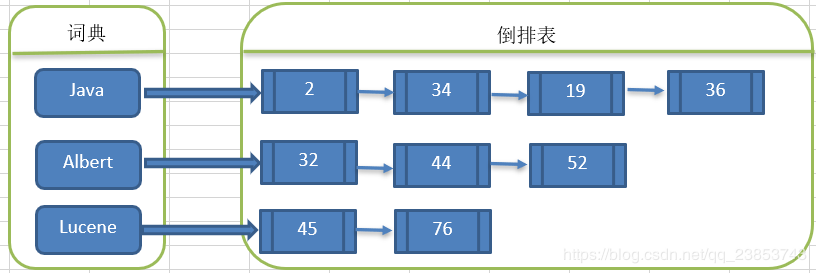 词典
倒排表
Java 2 34 19 36
Albert 32 44 52
Lucene 45 76
https://blog.csdn.net/qq_23853743